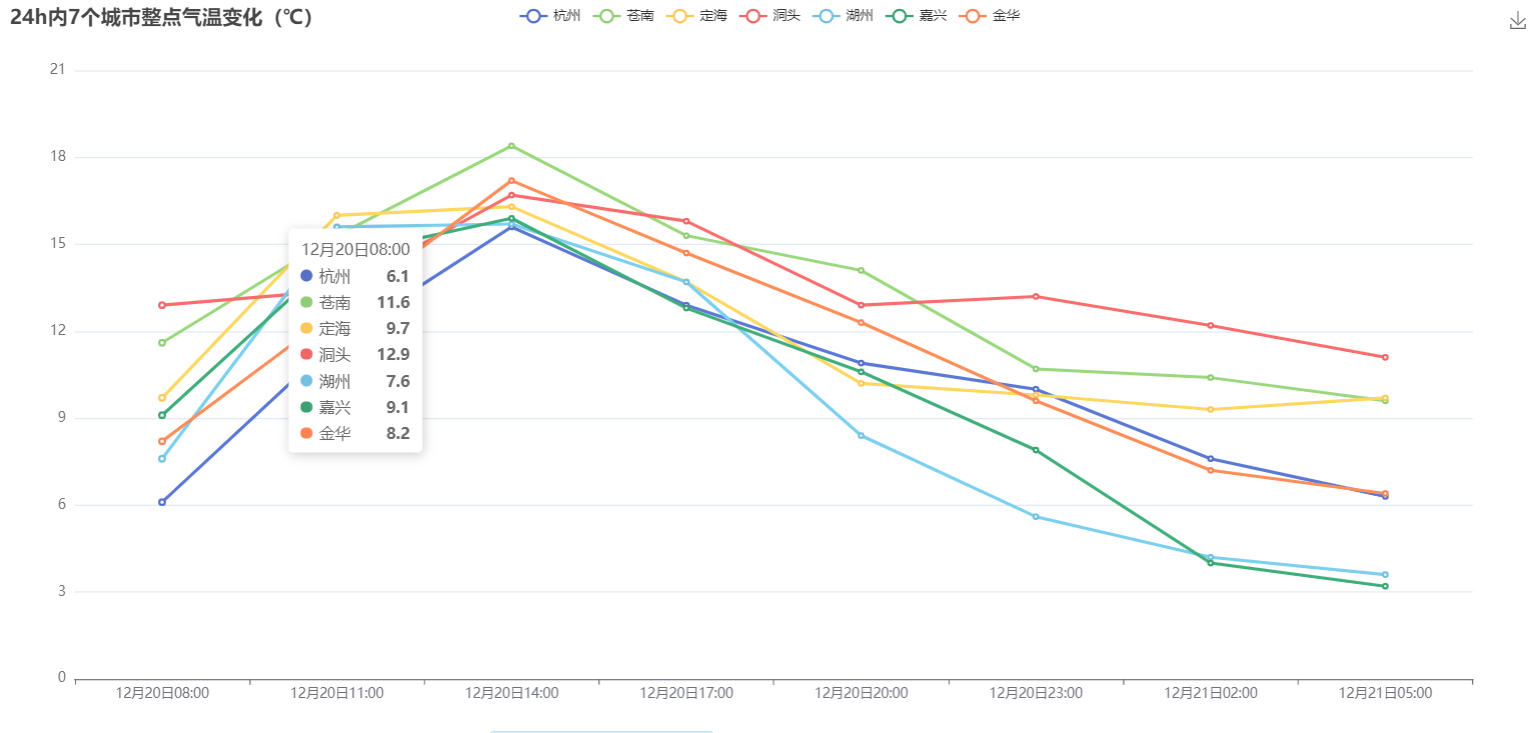 24h内7个城市整点气温变化（℃）
杭州 苍南 定海 洞头 湖州 嘉兴 金华
21
18
15
12
9
6
3
0
12月20日08:00
杭州 6.1
苍南 11.6
定海 9.7
洞头 12.9
湖州 7.6
嘉兴 9.1
金华 8.2
12月20日08:00 12月20日11:00 12月20日14:00 12月20日17:00 12月20日20:00 12月20日23:00 12月21日02:00 12月21日05:00